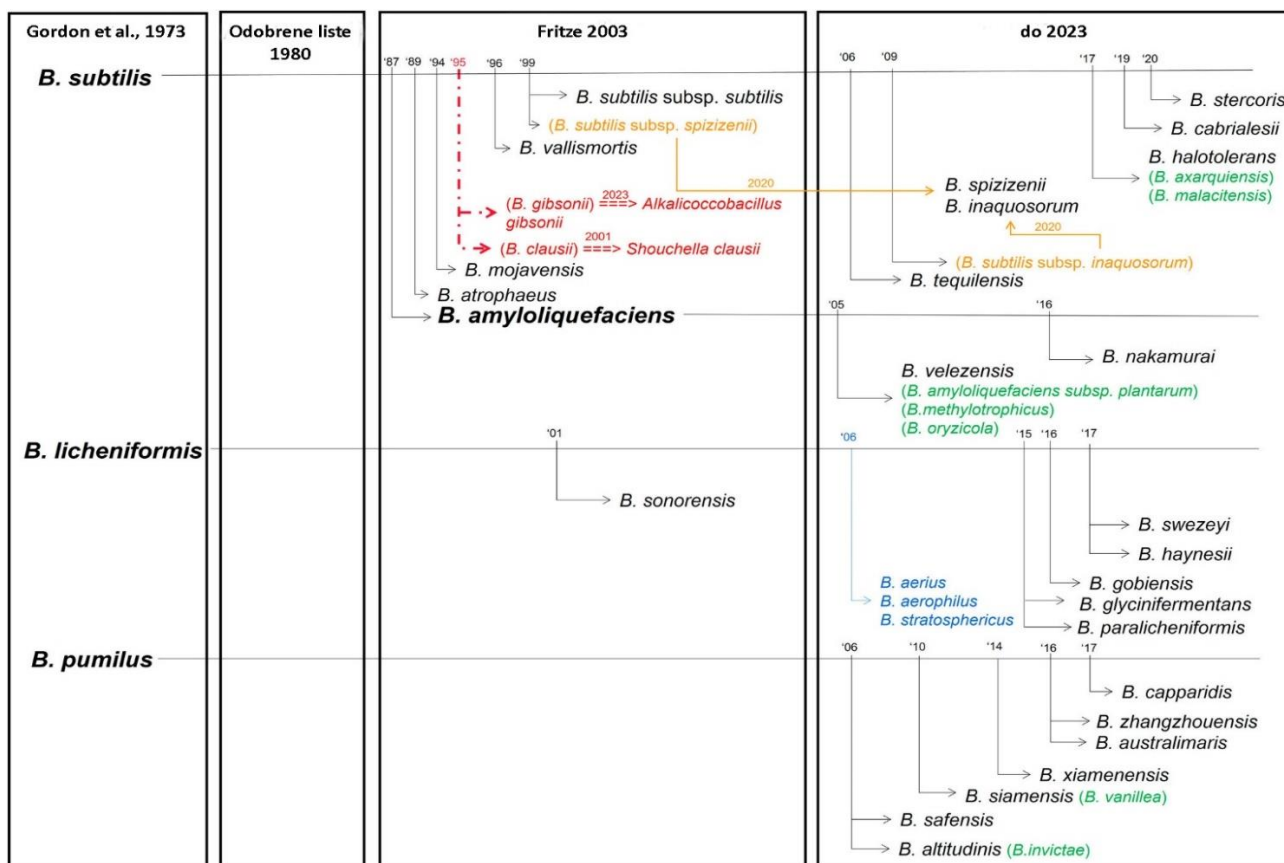 Gordon et al., 1973
Odobrene liste
1980
Fritze 2003
do 2023
B. subtilis
'87
'89
'94
'95
'96
'99
'06
'09
'17
'19
'20
B. subtilis subsp. subtilis
(B. subtilis subsp. spizizenii)
B. vallismortis
(B. gibsonii) ===> Alkalicoccobacillus
2023
gibsonii
(B. clausii) ===> Shouchella clausii
2001
B. mojavensis
B. atrophaeus
B. amyloliquefaciens
2020
B. stercoris
B. cabrialesii
B. halotolerans
(B. axarquiensis)
(B. malacitensis)
B. spizizenii
B. inaquosorum
2020
(B. subtilis subsp. inaquosorum)
B. tequilensis
'05
'16
B. nakamurai
B. velezensis
(B. amyloliquefaciens subsp. plantarum)
(B.methylotrophicus)
(B. oryzicola)
B. licheniformis
'01
'06
'15
'16
'17
B. sonorensis
B. swezeyi
B. haynesii
B. gobiensis
B. glycinifermentans
B. paralicheniformis
B. aerius
B. aerophilus
B. stratosphericus
B. pumilus
'06
'10
'14
'16
'17
B. capparidis
B. zhangzhouensis
B. australimaris
B. xiamenensis
B. siamensis (B. vanillea)
B. safensis
B. altitudinis (B.invictae)